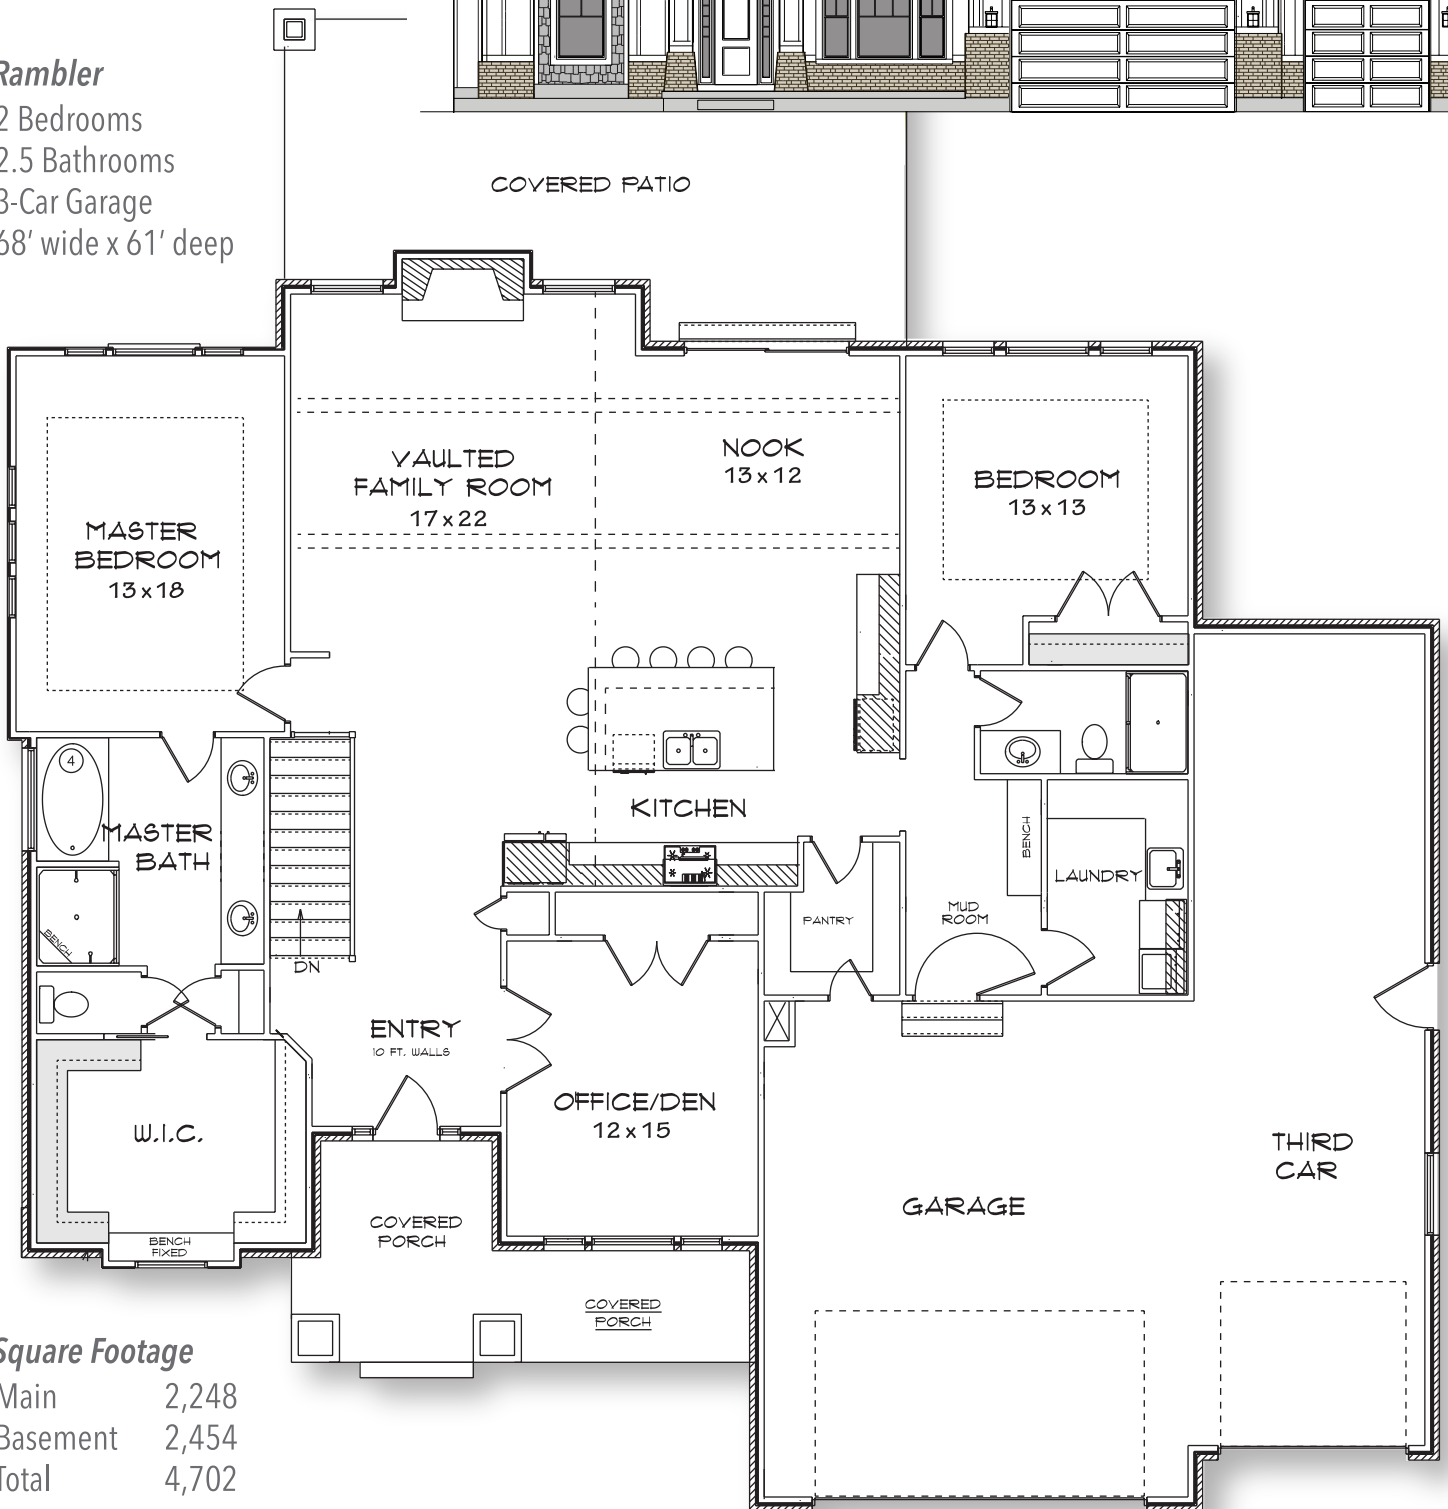 Rambler
2 Bedrooms
2.5 Bathrooms
3-Car Garage
68' wide x 61' deep
COVERED PATIO
VAULTED
FAMILY ROOM
17 x 22
NOOK
13 x 12
BEDROOM
13 x 13
MASTER
BEDROOM
13 x 18
4
MASTER
BATH
BENCH
DN
KITCHEN
PANTRY
BENCH
MUD
ROOM
LAUNDRY
ENTRY
10 FT. WALLS
OFFICE/DEN
12 x 15
W.I.C.
BENCH
FIXED
COVERED
PORCH
COVERED
PORCH
GARAGE
THIRD
CAR
Square Footage
Main 2,248
Basement 2,454
Total 4,702